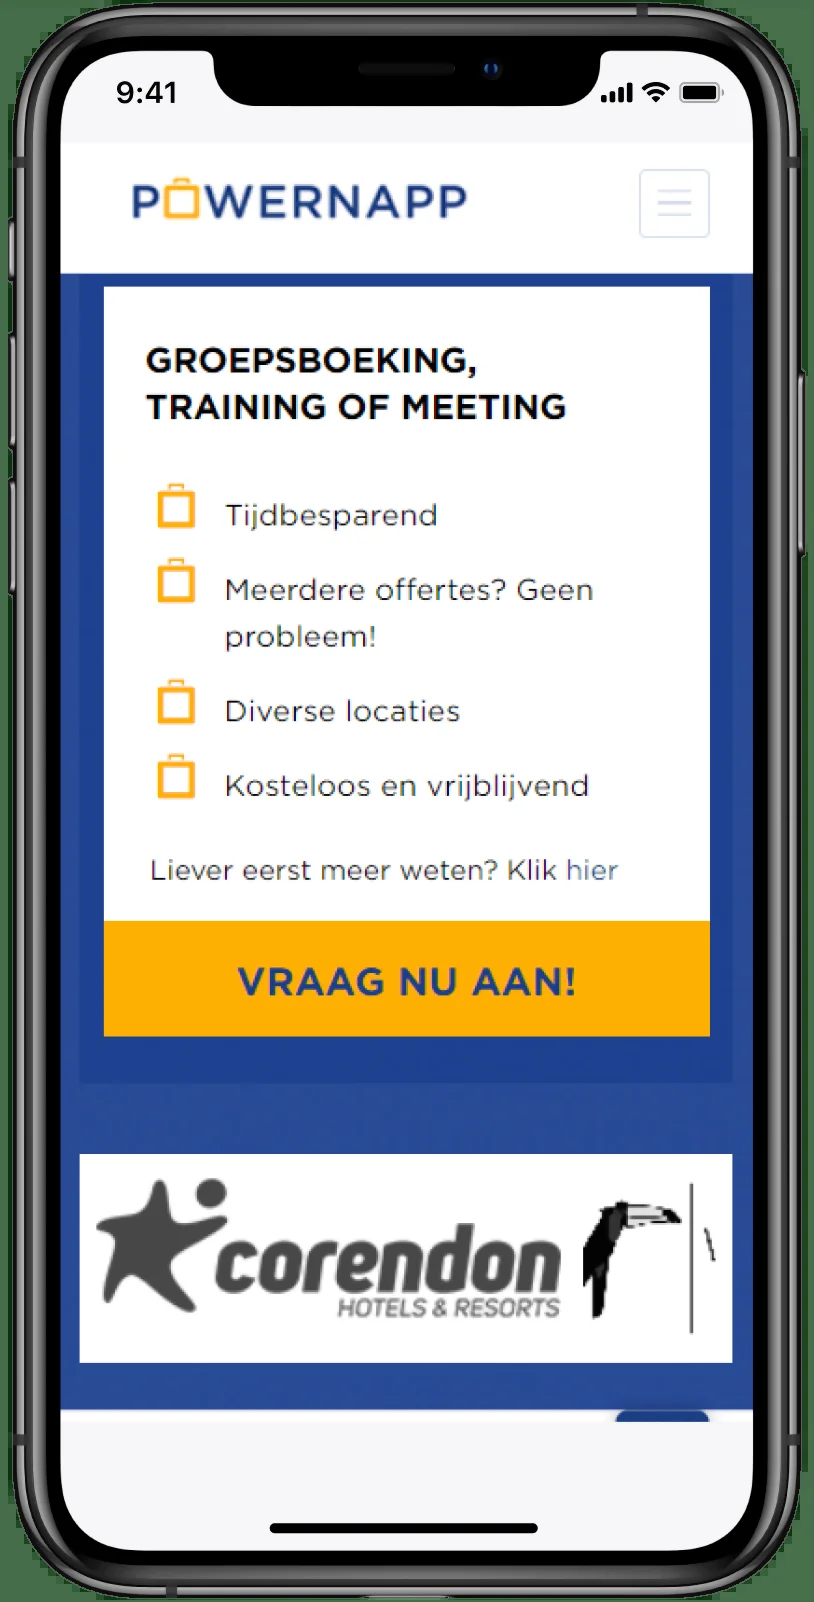 9:41
POWERNAPP
GROEPSBOEKING,
TRAINING OF MEETING
Tijdbesparend
Meerdere offertes? Geen
probleem!
Diverse locaties
Kosteloos en vrijblijvend
Liever eerst meer weten? Klik hier
VRAAG NU AAN!
corendon
HOTELS & RESORTS